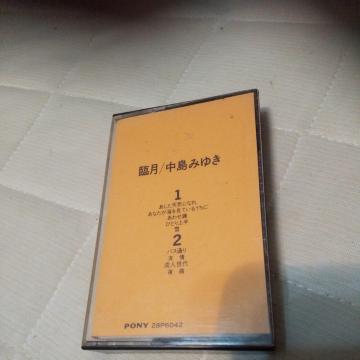 臨月/中島みゆき
1
あした天気になれ
あなたが海を見ているうちに
あわせ鏡
ひとり上手
雪
2
バス通り
友情
成人世代
夜曲
PONY 28P6042